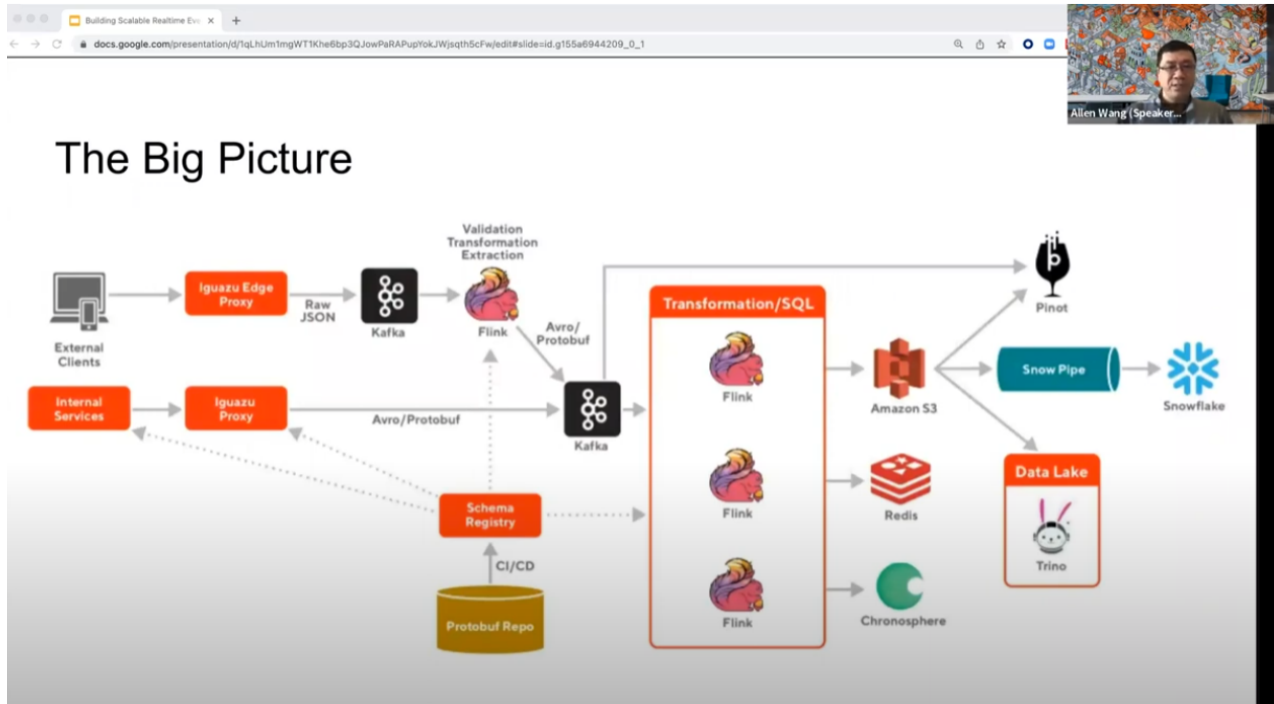 Building Scalable Realtime Eve
docs.google.com/presentation/d/1qLhUm1mgWT1Khe6bp3QJowPaRAPupYokJWjsqth5cFw/edit#slide=id.g155a6944209_0_1
Allen Wang (Speaker...
The Big Picture
Validation
Transformation
Extraction
Iguazu Edge
Proxy
Raw
JSON
Kafka
Flink
Avro/
Protobuf
External
Clients
Internal
Services
Iguazu
Proxy
Avro/Protobuf
Kafka
Schema
Registry
CI/CD
Protobuf Repo
Transformation/SQL
Flink
Flink
Flink
Amazon S3
Redis
Chronosphere
p
Pinot
Snow Pipe
Snowflake
Data Lake
Trino